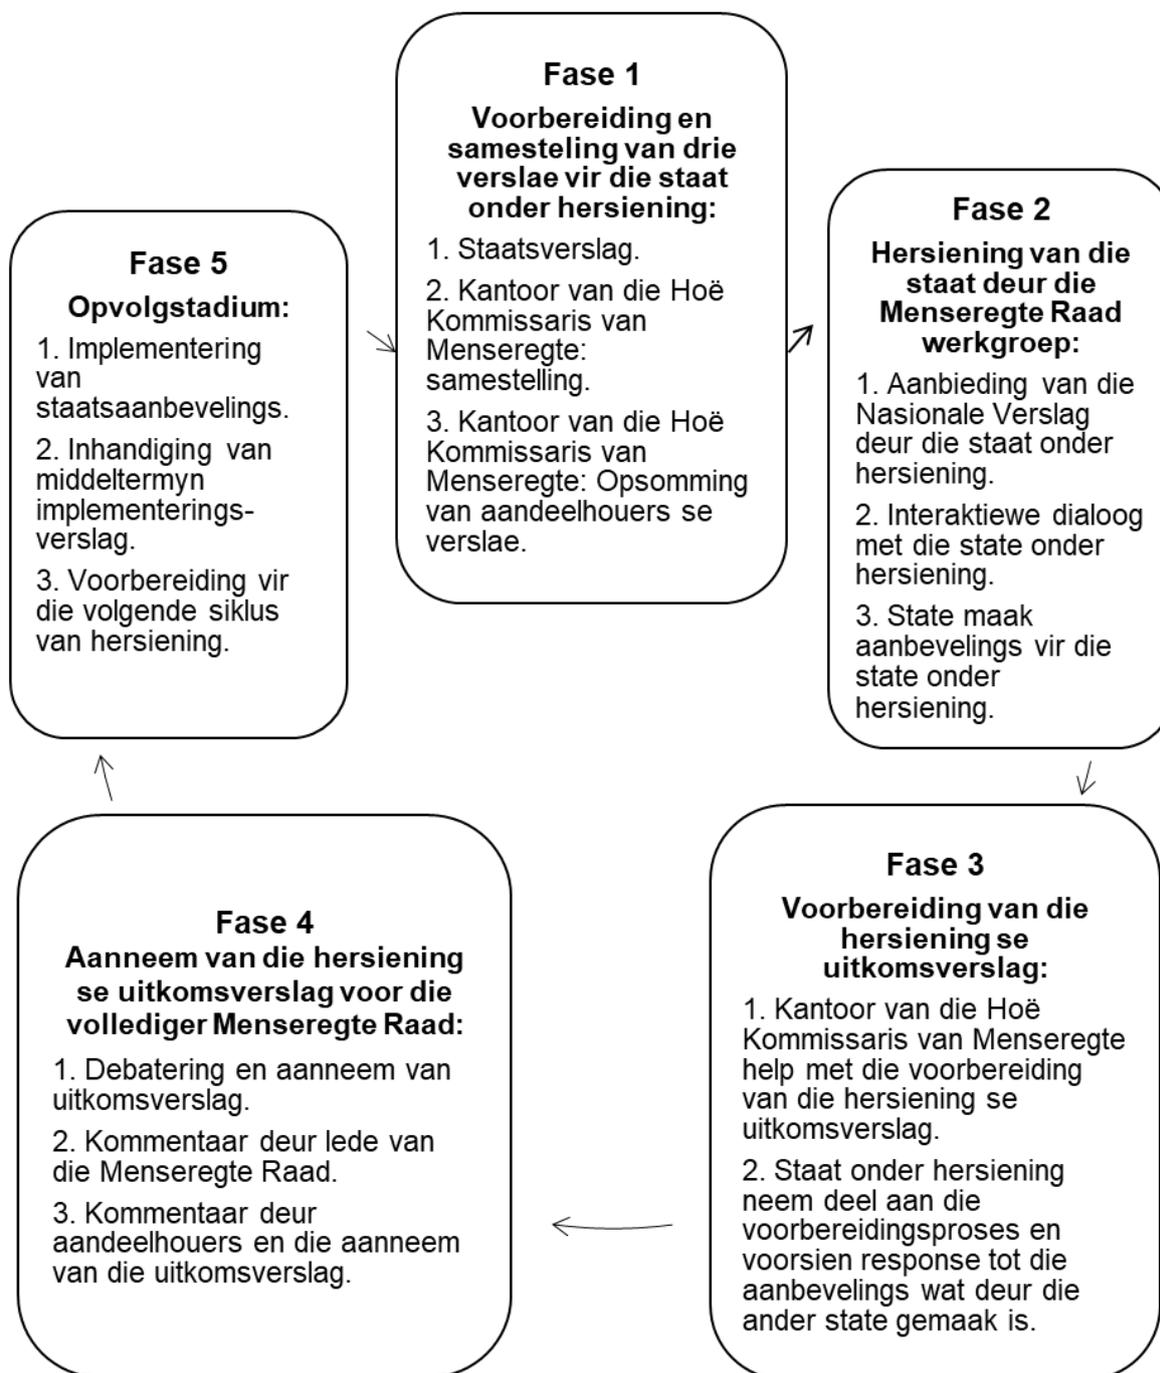 Fase 1
Voorbereiding en
samesteling van drie
verslae vir die staat
onder hersiening:
1. Staatsverslag.
2. Kantoor van die Hoë
Kommissaris van
Menseregte:
samestelling.
3. Kantoor van die Hoë
Kommissaris van
Menseregte: Opsomming
van aandeelhouers se
verslae.
Fase 2
Hersiening van die
staat deur die
Menseregte Raad
werkgroep:
1. Aanbieding van die
Nasionale Verslag
deur die staat onder
hersiening.
2. Interaktiewe dialoog
met die state onder
hersiening.
3. State maak
aanbevelings vir die
state onder
hersiening.
Fase 3
Voorbereiding van die
hersiening se
uitkomsverslag:
1. Kantoor van die Hoë
Kommissaris van Menseregte
help met die voorbereiding
van die hersiening se
uitkomsverslag.
2. Staat onder hersiening
neem deel aan die
voorbereidingsproses en
voorsien response tot die
aanbevelings wat deur die
ander state gemaak is.
Fase 4
Aanneem van die hersiening
se uitkomsverslag voor die
vollediger Menseregte Raad:
1. Debatering en aanneem van
uitkomsverslag.
2. Kommentaar deur lede van
die Menseregte Raad.
3. Kommentaar deur
aandeelhouers en die aanneem
van die uitkomsverslag.
Fase 5
Opvolgstadium:
1. Implementering
van
staatsaanbevelings.
2. Inhandiging van
middeltermyn
implementerings-
verslag.
3. Voorbereiding vir
die volgende siklus
van hersiening.